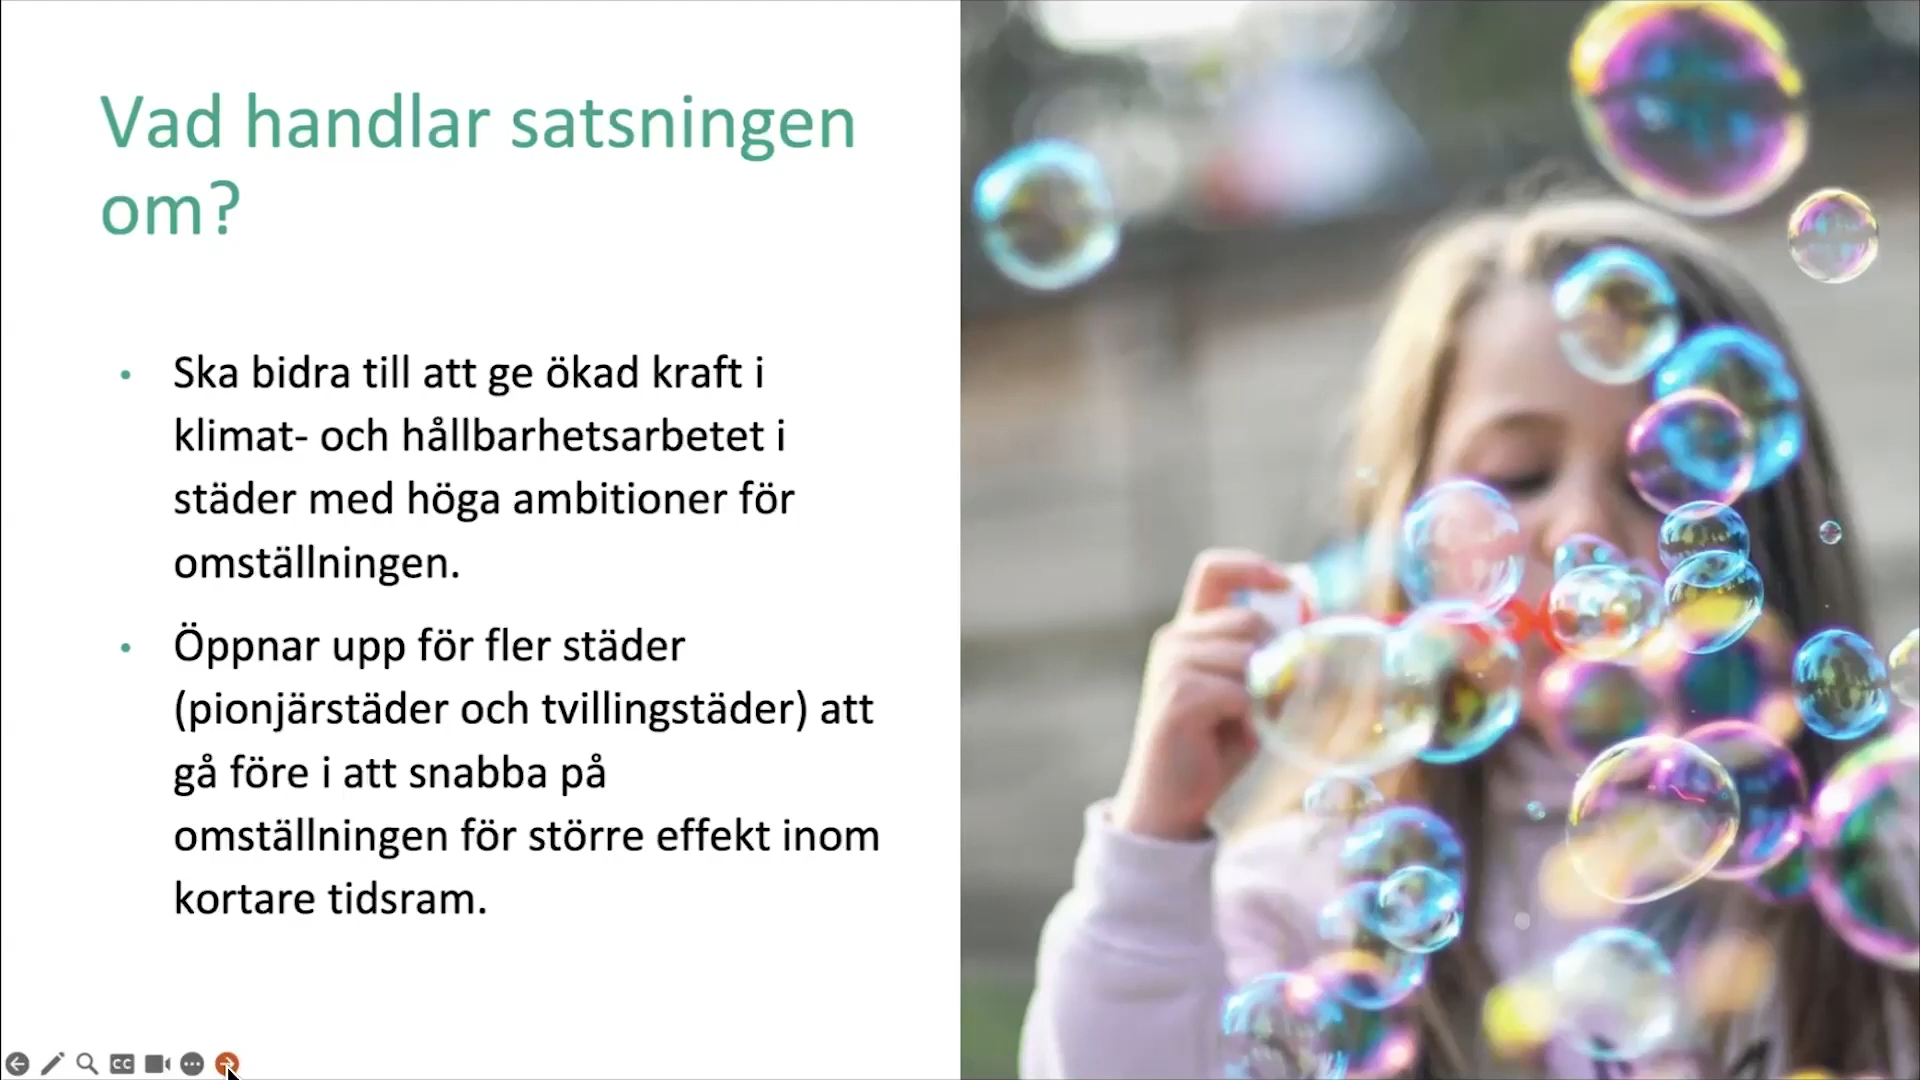 Vad handlar satsningen
om?
• Ska bidra till att ge ökad kraft i
klimat- och hållbarhetsarbetet i
städer med höga ambitioner för
omställningen.
• Öppnar upp för fler städer
(pionjärstäder och tvillingstäder) att
gå före i att snabba på
omställningen för större effekt inom
kortare tidsram.
CC